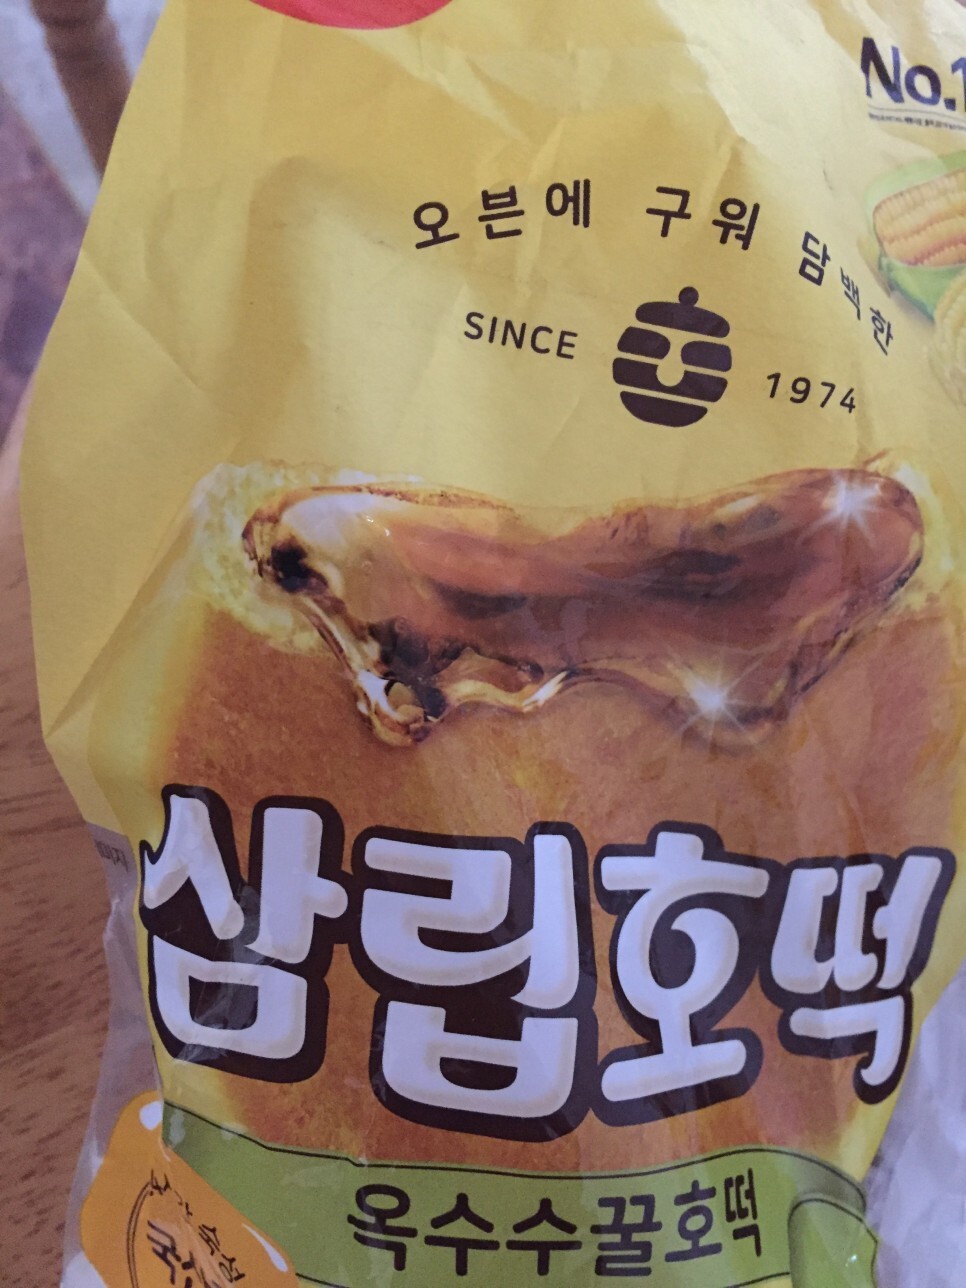 No.1
오븐에 구워 담백한
SINCE 1974
삼립호떡
옥수수꿀호떡